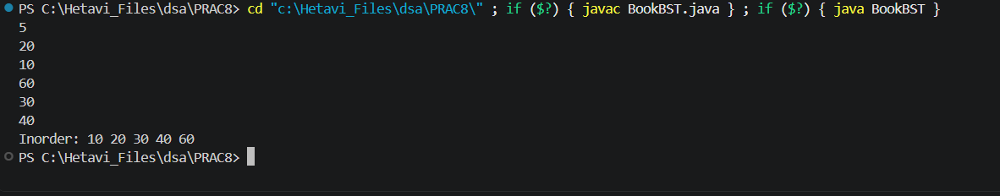 PS C:\Hetavi_Files\dsa\PRAC8> cd "c:\Hetavi_Files\dsa\PRAC8\" ; if ($?) { javac BookBST.java } ; if ($?) { java BookBST }
5
20
10
60
30
40
Inorder: 10 20 30 40 60
PS C:\Hetavi_Files\dsa\PRAC8>